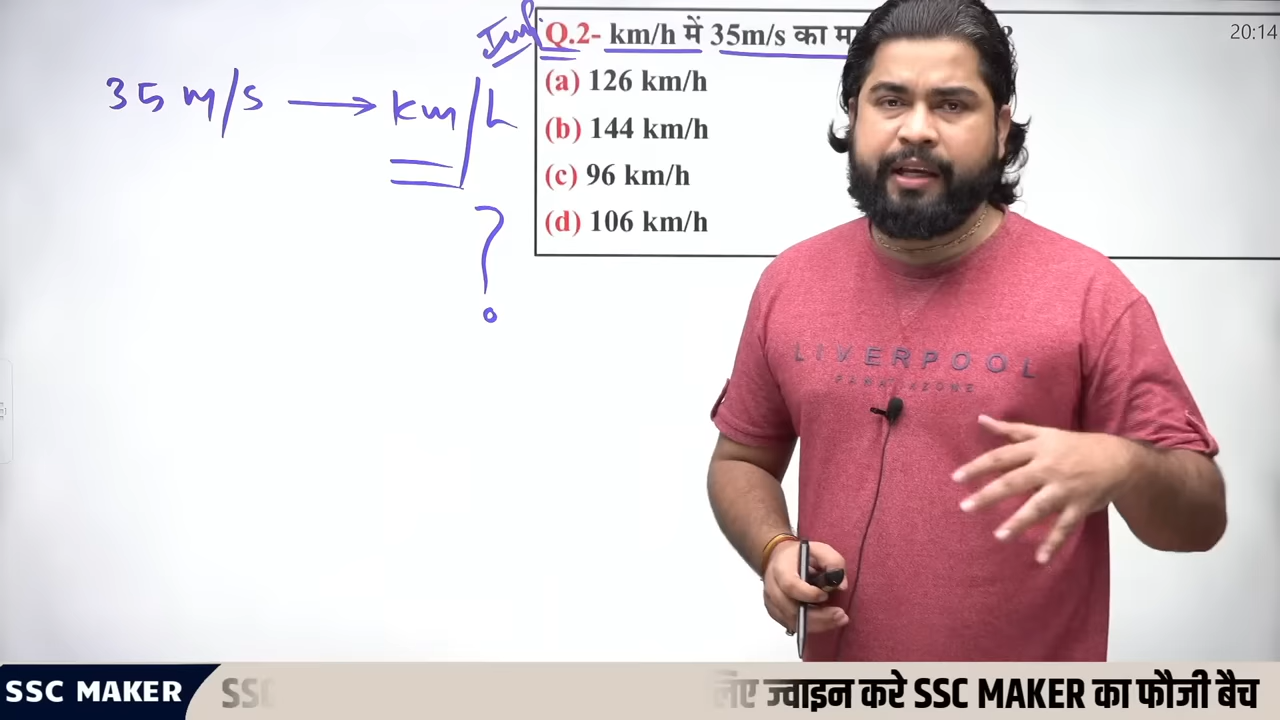 Imp Q.2- km/h में 35m/s का
(a) 126 km/h
(b) 144 km/h
(c) 96 km/h
(d) 106 km/h
20:14
35 m/s → km/h
?
LIVERPOOL
SSC MAKER
ज्वाइन करे SSC MAKER का फौजी बैच